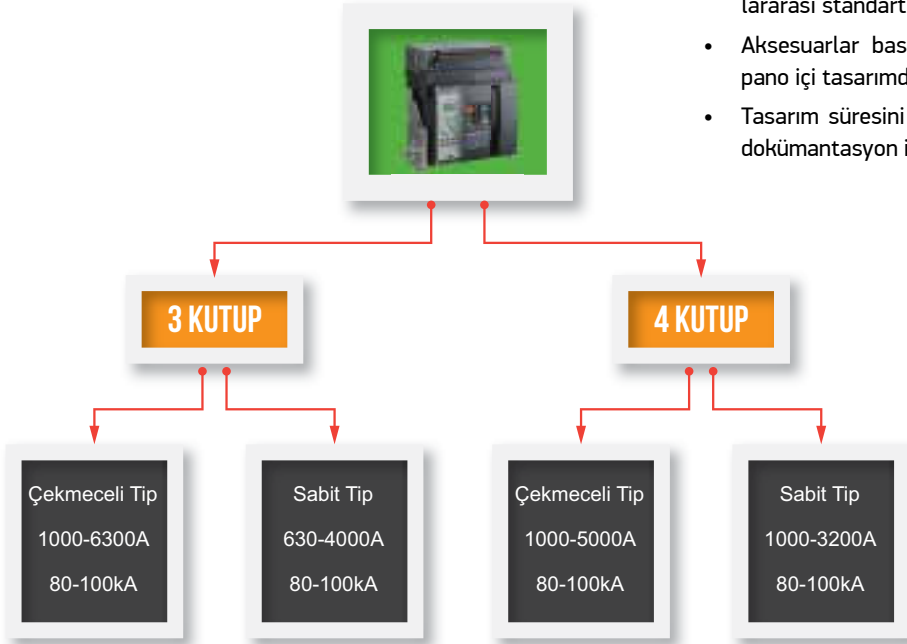 lararası standart
• Aksesuarlar bas
pano içi tasarımd
• Tasarım süresini
dokümantasyon i
3 KUTUP
4 KUTUP
Çekmeceli Tip
1000-6300A
80-100kA
Sabit Tip
630-4000A
80-100kA
Çekmeceli Tip
1000-5000A
80-100kA
Sabit Tip
1000-3200A
80-100kA